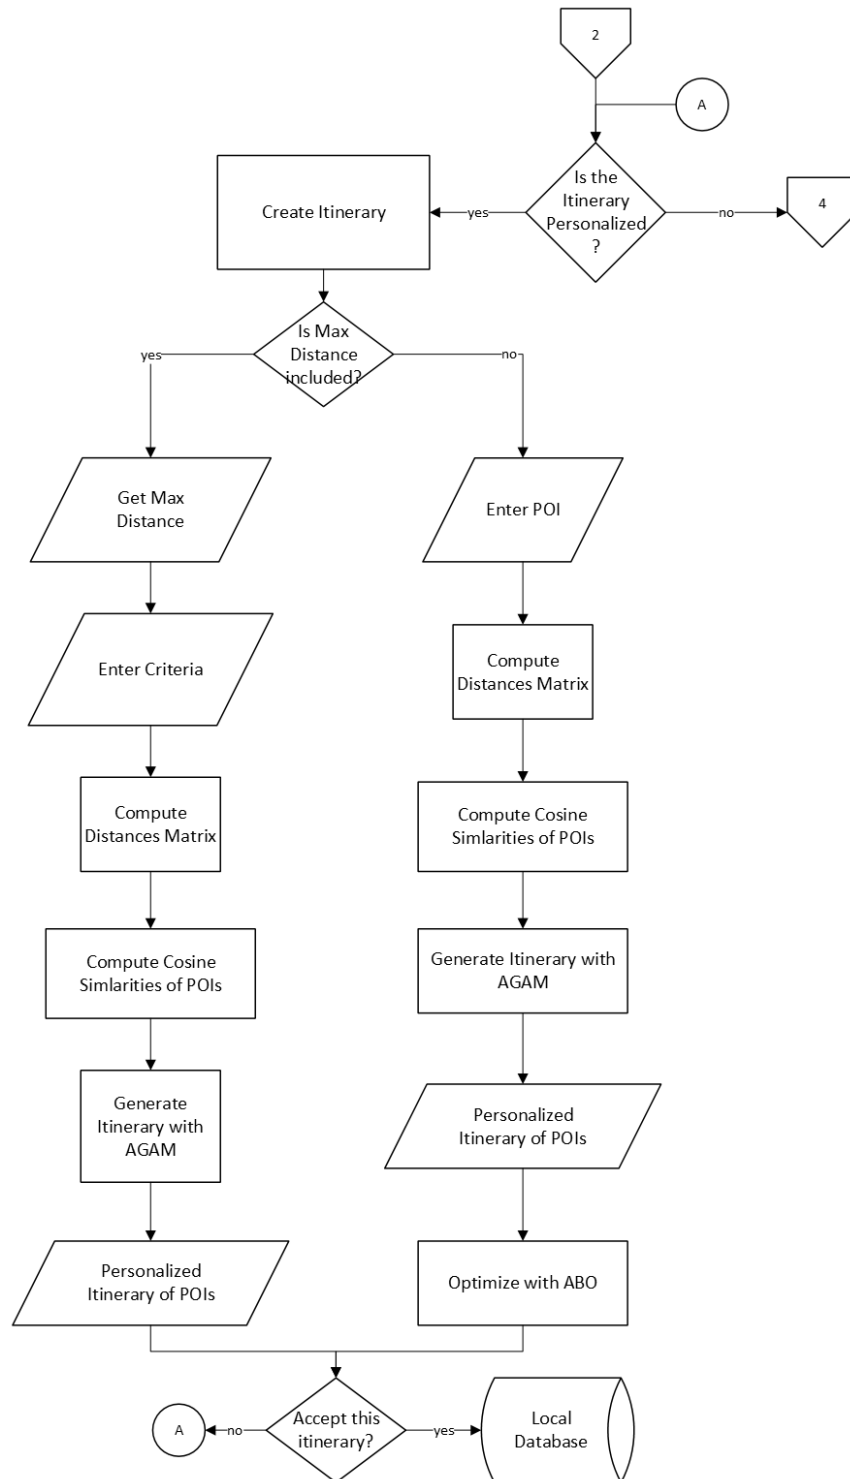 2
A
Is the
Itinerary
Personalized
?
yes
no
4
Create Itinerary
Is Max
Distance
included?
yes
no
Get Max
Distance
Enter POI
Enter Criteria
Compute
Distances Matrix
Compute
Distances Matrix
Compute Cosine
Simlarities of POIs
Compute Cosine
Simlarities of POIs
Generate Itinerary with
AGAM
Generate
Itinerary with
AGAM
Personalized
Itinerary of POIs
Personalized
Itinerary of POIs
Optimize with ABO
Accept this
itinerary?
A
no
yes
Local
Database